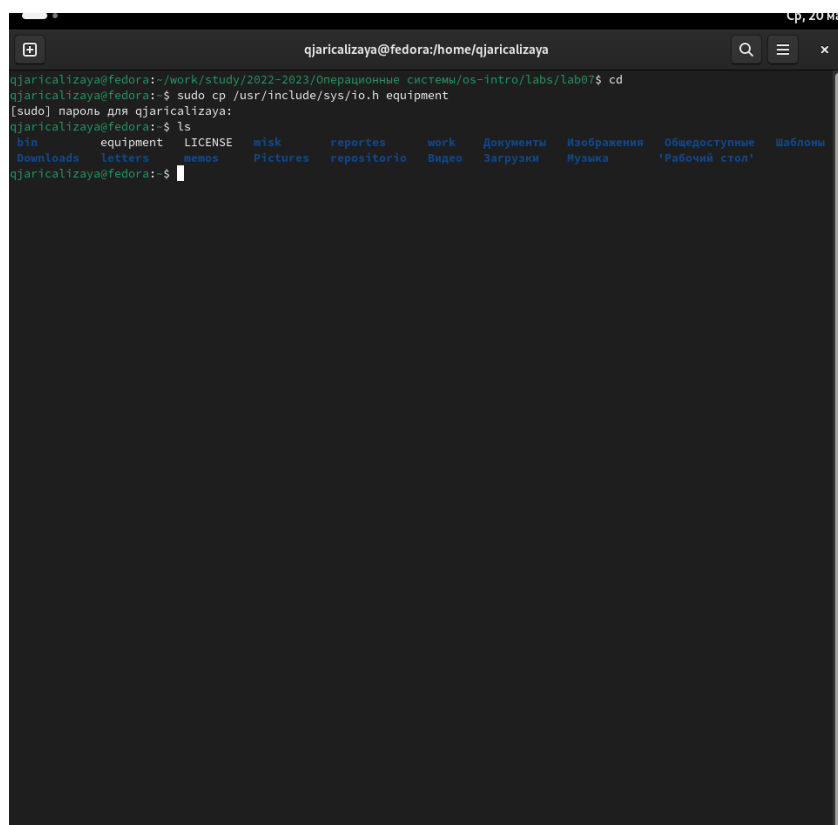 Ср, 20 ма
qjaricalizaya@fedora:/home/qjaricalizaya
qjaricalizaya@fedora:~/work/study/2022-2023/Операционные системы/os-intro/labs/lab07$ cd
qjaricalizaya@fedora:~$ sudo cp /usr/include/sys/io.h equipment
[sudo] пароль для qjaricalizaya:
qjaricalizaya@fedora:~$ ls
bin equipment LICENSE misk reportes work Документы Изображения Общедоступные Шаблоны
Downloads letters memos Pictures repositorio Видео Загрузки Музыка 'Рабочий стол'
qjaricalizaya@fedora:~$